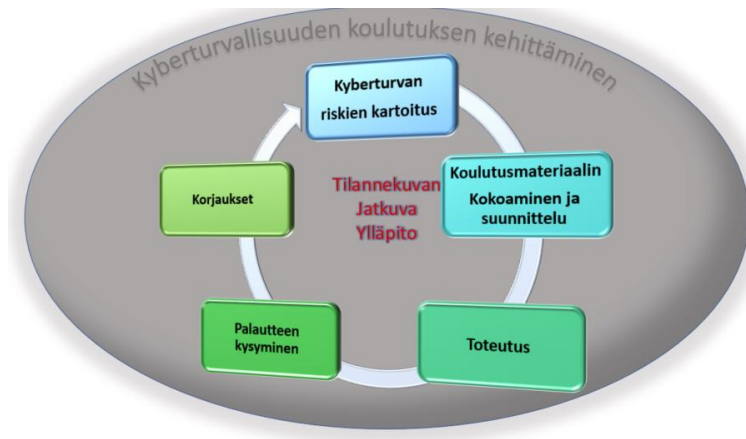 Kyberturvallisuuden koulutuksen kehittäminen
Kyberturvan
riskien kartoitus
Koulutusmateriaalin
Kokoaminen ja
suunnittelu
Toteutus
Palautteen
kysyminen
Korjaukset
Tilannekuvan
Jatkuva
Ylläpito